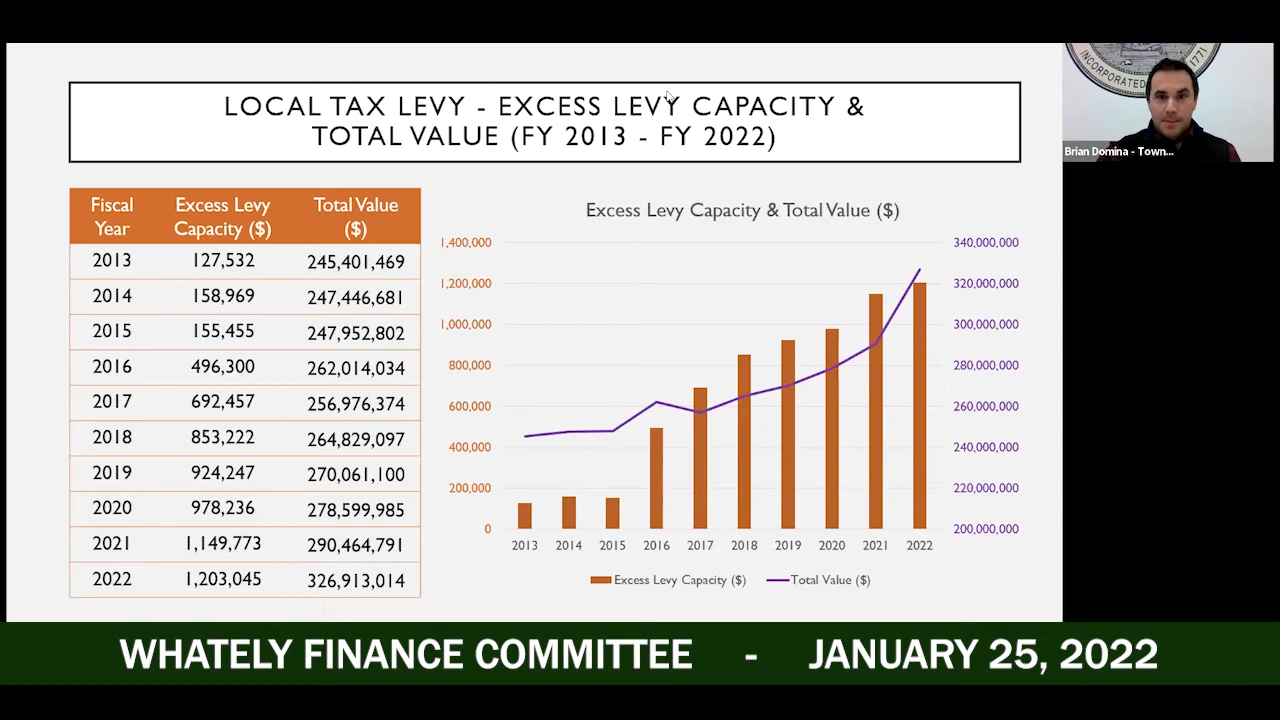 LOCAL TAX LEVY - EXCESS LEVY CAPACITY &
TOTAL VALUE (FY 2013 - FY 2022)
INCORPORATED
1771
Brian Domina - Town...
Fiscal Year Excess Levy Capacity ($) Total Value ($)
2013 127,532 245,401,469
2014 158,969 247,446,681
2015 155,455 247,952,802
2016 496,300 262,014,034
2017 692,457 256,976,374
2018 853,222 264,829,097
2019 924,247 270,061,100
2020 978,236 278,599,985
2021 1,149,773 290,464,791
2022 1,203,045 326,913,014
Excess Levy Capacity & Total Value ($)
1,400,000 340,000,000
1,200,000 320,000,000
1,000,000 300,000,000
800,000 280,000,000
600,000 260,000,000
400,000 240,000,000
200,000 220,000,000
0 200,000,000
2013 2014 2015 2016 2017 2018 2019 2020 2021 2022
Excess Levy Capacity ($) Total Value ($)
WHATELY FINANCE COMMITTEE - JANUARY 25, 2022